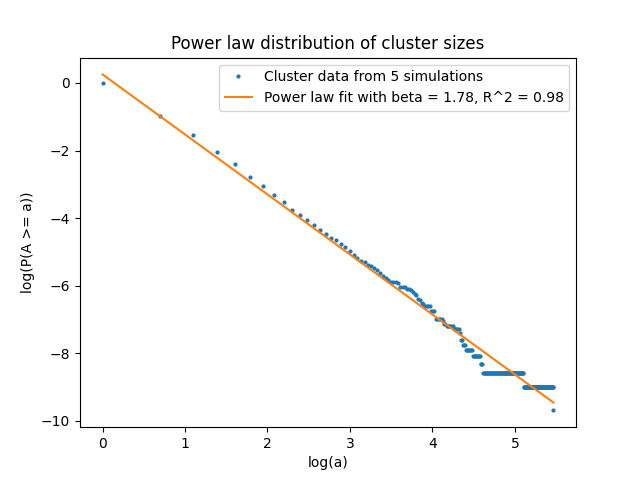 Power law distribution of cluster sizes
Cluster data from 5 simulations
Power law fit with beta = 1.78, R^2 = 0.98
log(P(A >= a))
0
−2
−4
−6
−8
−10
0 1 2 3 4 5
log(a)